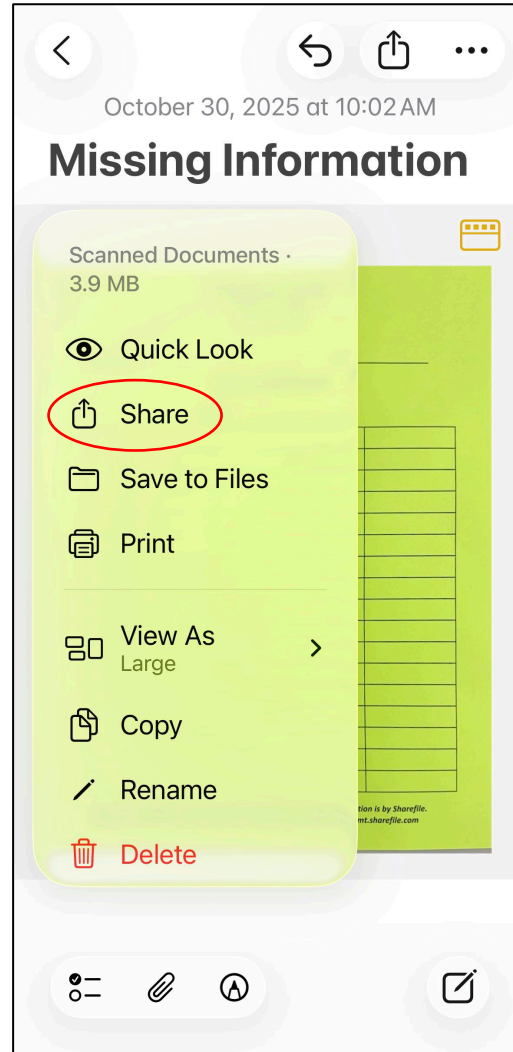 October 30, 2025 at 10:02 AM
Missing Information
Scanned Documents ·
3.9 MB
Quick Look
Share
Save to Files
Print
View As
Large
Copy
Rename
Delete
tion is by Sharefile.
mt.sharefile.com